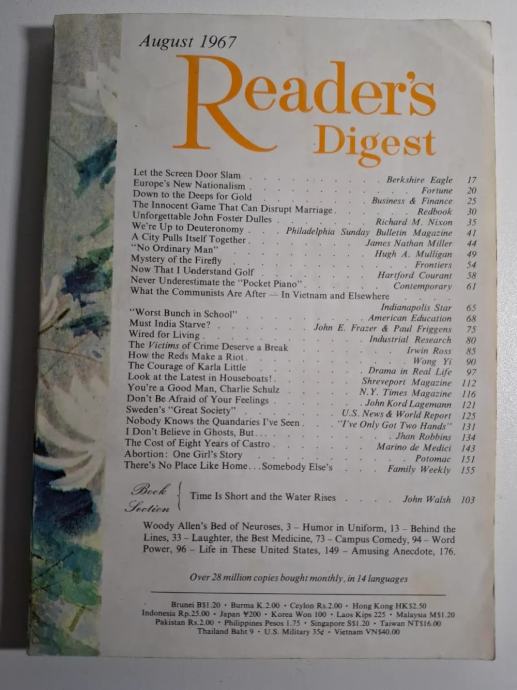 August 1967
Reader's
Digest
Let the Screen Door Slam . . . . . . . . Berkshire Eagle 17
Europe's New Nationalism . . . . . . . . Fortune 20
Down to the Deeps for Gold . . . . . . . . Business & Finance 25
The Innocent Game That Can Disrupt Marriage . . . . Redbook 30
Unforgettable John Foster Dulles . . . . . . Richard M. Nixon 35
We're Up to Deuteronomy . . . Philadelphia Sunday Bulletin Magazine 41
A City Pulls Itself Together . . . . . . James Nathan Miller 44
"No Ordinary Man" . . . . . . . . Hugh A. Mulligan 49
Mystery of the Firefly . . . . . . . . Frontiers 54
Now That I Understand Golf . . . . . . Hartford Courant 58
Never Underestimate the "Pocket Piano" . . . . . Contemporary 61
What the Communists Are After — In Vietnam and Elsewhere
Indianapolis Star 65
"Worst Bunch in School" . . . . . . American Education 68
Must India Starve? . . . . . John E. Frazer & Paul Friggens 75
Wired for Living . . . . . . . . Industrial Research 80
The Victims of Crime Deserve a Break . . . . . Irwin Ross 85
How the Reds Make a Riot . . . . . . . . Wong Yi 90
The Courage of Karla Little . . . . . . Drama in Real Life 97
Look at the Latest in Houseboats! . . . . . Shreveport Magazine 112
You're a Good Man, Charlie Schulz . . . . N.Y. Times Magazine 116
Don't Be Afraid of Your Feelings . . . . . John Kord Lagemann 121
Sweden's "Great Society" . . . . . U.S. News & World Report 125
Nobody Knows the Quandaries I've Seen . . "I've Only Got Two Hands" 131
I Don't Believe in Ghosts, But . . . . . . . Jhan Robbins 134
The Cost of Eight Years of Castro . . . . . Marino de Medici 143
Abortion: One Girl's Story . . . . . . . . Potomac 151
There's No Place Like Home...Somebody Else's . . . Family Weekly 155
Book Section { Time Is Short and the Water Rises . . . . John Walsh 103
Woody Allen's Bed of Neuroses, 3 – Humor in Uniform, 13 – Behind the
Lines, 33 – Laughter, the Best Medicine, 73 – Campus Comedy, 94 – Word
Power, 96 – Life in These United States, 149 – Amusing Anecdote, 176.
Over 28 million copies bought monthly, in 14 languages
Brunei B$1.20 • Burma K.2.00 • Ceylon Rs.2.00 • Hong Kong HK$2.50
Indonesia Rp.25.00 • Japan ¥200 • Korea Won 100 • Laos Kips 225 • Malaysia M$1.20
Pakistan Rs.2.00 • Philippines Pesos 1.75 • Singapore S$1.20 • Taiwan NT$16.00
Thailand Baht 9 • U.S. Military 35¢ • Vietnam VN$40.00